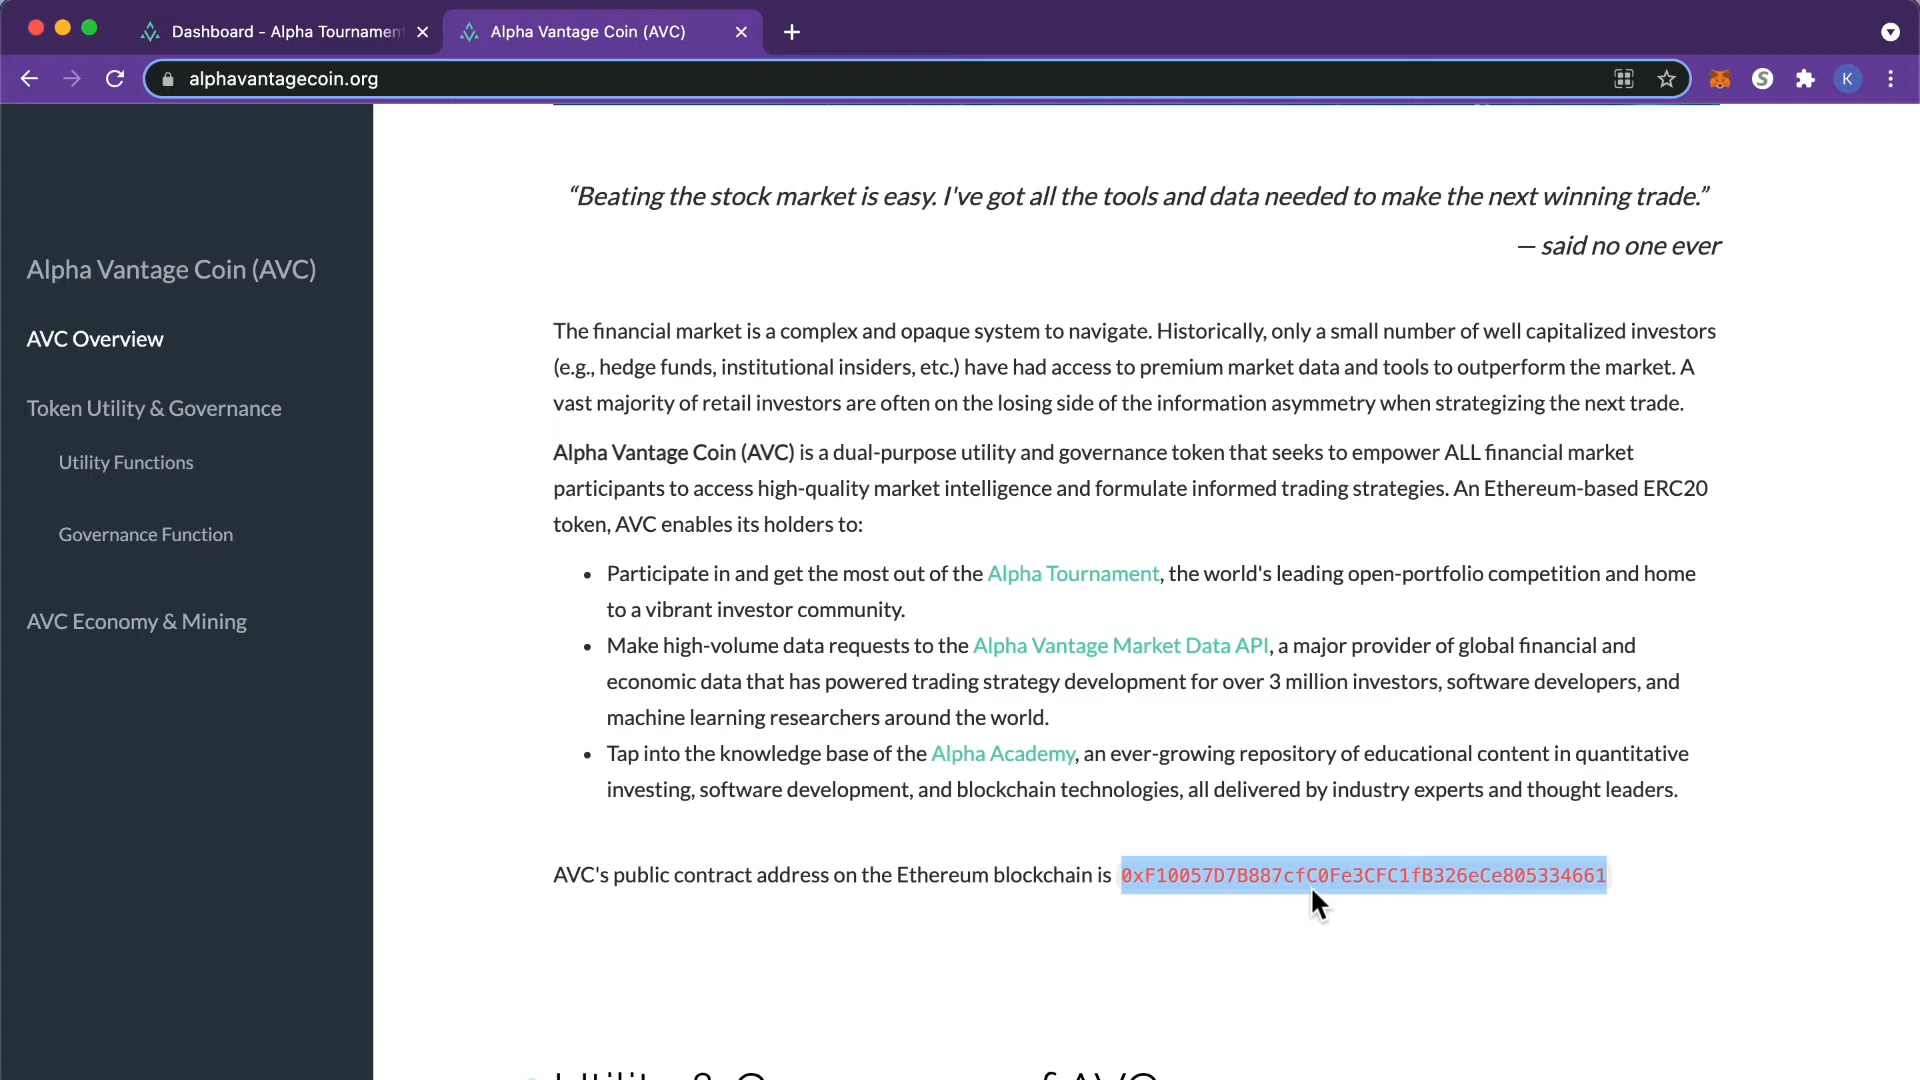 Dashboard - Alpha Tournamen
Alpha Vantage Coin (AVC)
alphavantagecoin.org
K
“Beating the stock market is easy. I've got all the tools and data needed to make the next winning trade.”
— said no one ever
Alpha Vantage Coin (AVC)
AVC Overview
Token Utility & Governance
Utility Functions
Governance Function
AVC Economy & Mining
The financial market is a complex and opaque system to navigate. Historically, only a small number of well capitalized investors
(e.g., hedge funds, institutional insiders, etc.) have had access to premium market data and tools to outperform the market. A
vast majority of retail investors are often on the losing side of the information asymmetry when strategizing the next trade.
Alpha Vantage Coin (AVC) is a dual-purpose utility and governance token that seeks to empower ALL financial market
participants to access high-quality market intelligence and formulate informed trading strategies. An Ethereum-based ERC20
token, AVC enables its holders to:
• Participate in and get the most out of the Alpha Tournament, the world's leading open-portfolio competition and home
to a vibrant investor community.
• Make high-volume data requests to the Alpha Vantage Market Data API, a major provider of global financial and
economic data that has powered trading strategy development for over 3 million investors, software developers, and
machine learning researchers around the world.
• Tap into the knowledge base of the Alpha Academy, an ever-growing repository of educational content in quantitative
investing, software development, and blockchain technologies, all delivered by industry experts and thought leaders.
AVC's public contract address on the Ethereum blockchain is 0xF10057D7B887cfC0Fe3CFC1fB326eCe805334661